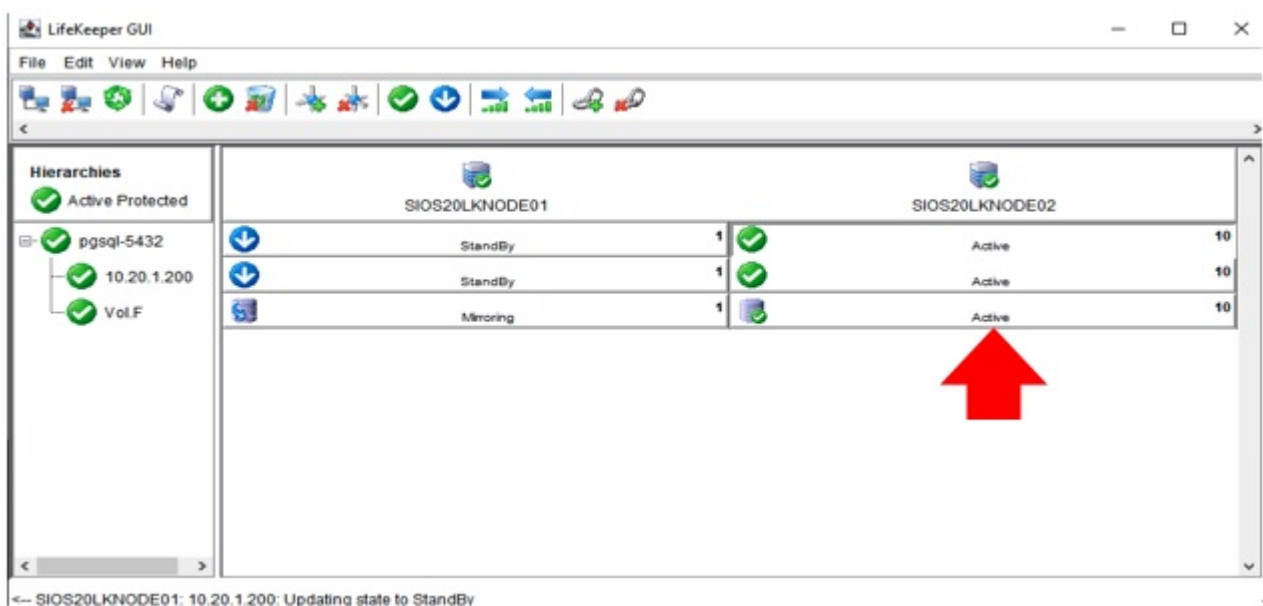 LifeKeeper GUI
File Edit View Help
Hierarchies
Active Protected
SIOS20LKNODE01
SIOS20LKNODE02
pgsql-5432
StandBy 1
Active 10
10.20.1.200
StandBy 1
Active 10
Vol.F
Mirroring 1
Active 10
<-- SIOS20LKNODE01: 10.20.1.200: Updating state to StandBy